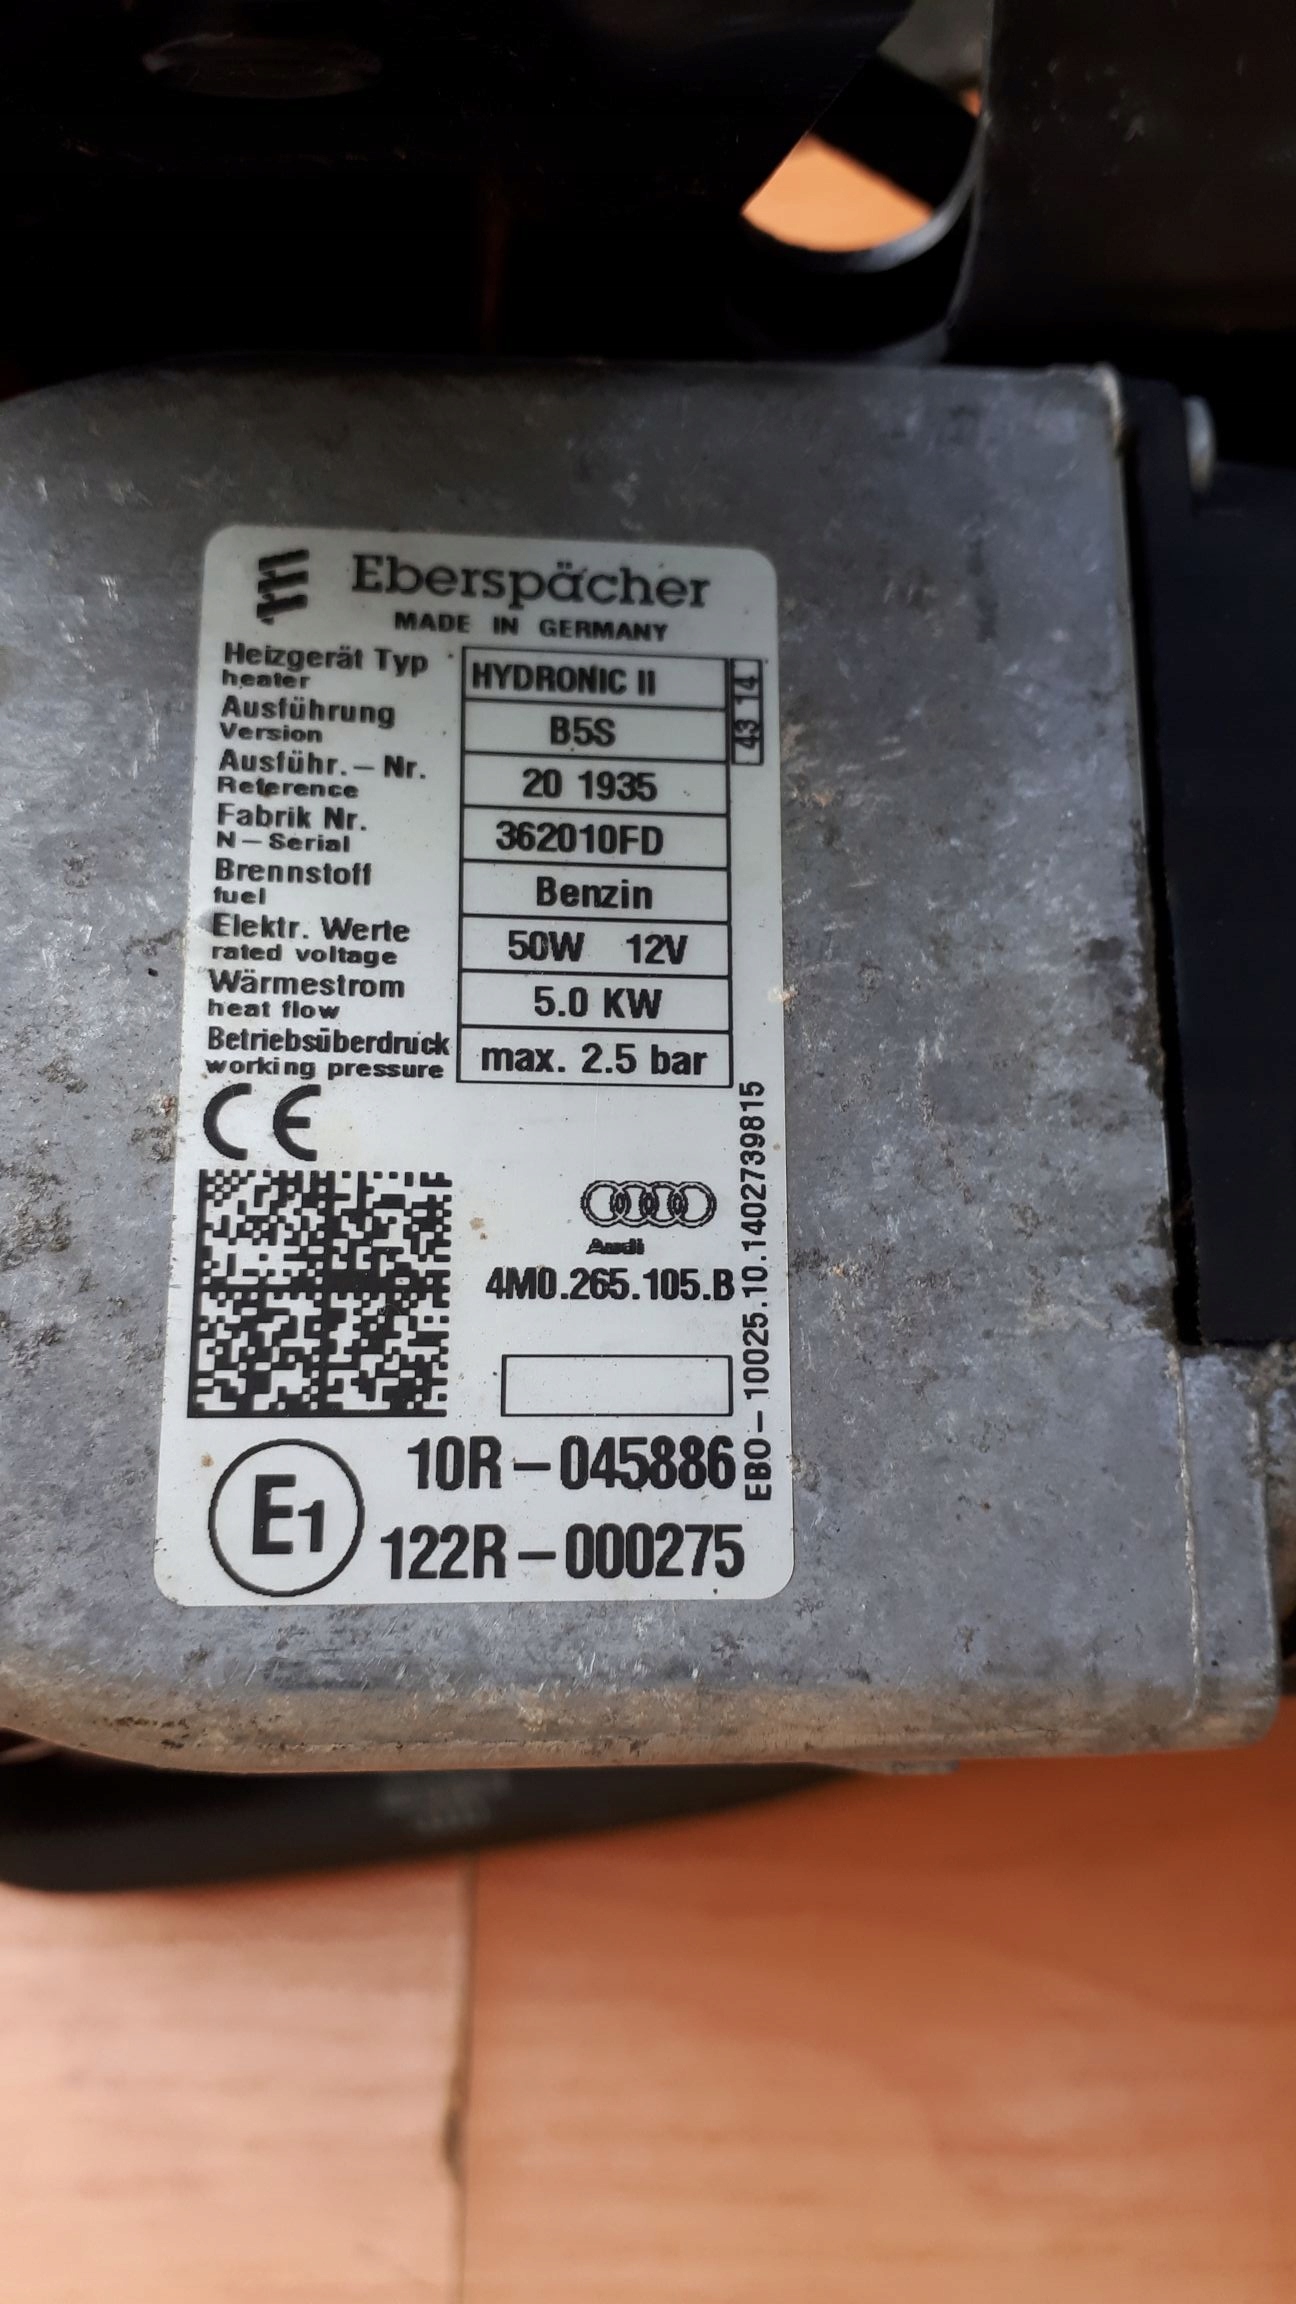 Eberspächer
MADE IN GERMANY
Heizgerät Typ HYDRONIC II
heater
43 14
Ausführung B5S
Version
Ausführ.-Nr. 20 1935
Reference
Fabrik Nr. 362010FD
N-Serial
Brennstoff Benzin
fuel
Elektr. Werte 50W 12V
rated voltage
Wärmestrom 5.0 KW
heat flow
Betriebsüberdruck max. 2.5 bar
working pressure
CE
Audi
4M0.265.105.B
EBO-10025.10.1402739815
10R-045886
E1
122R-000275